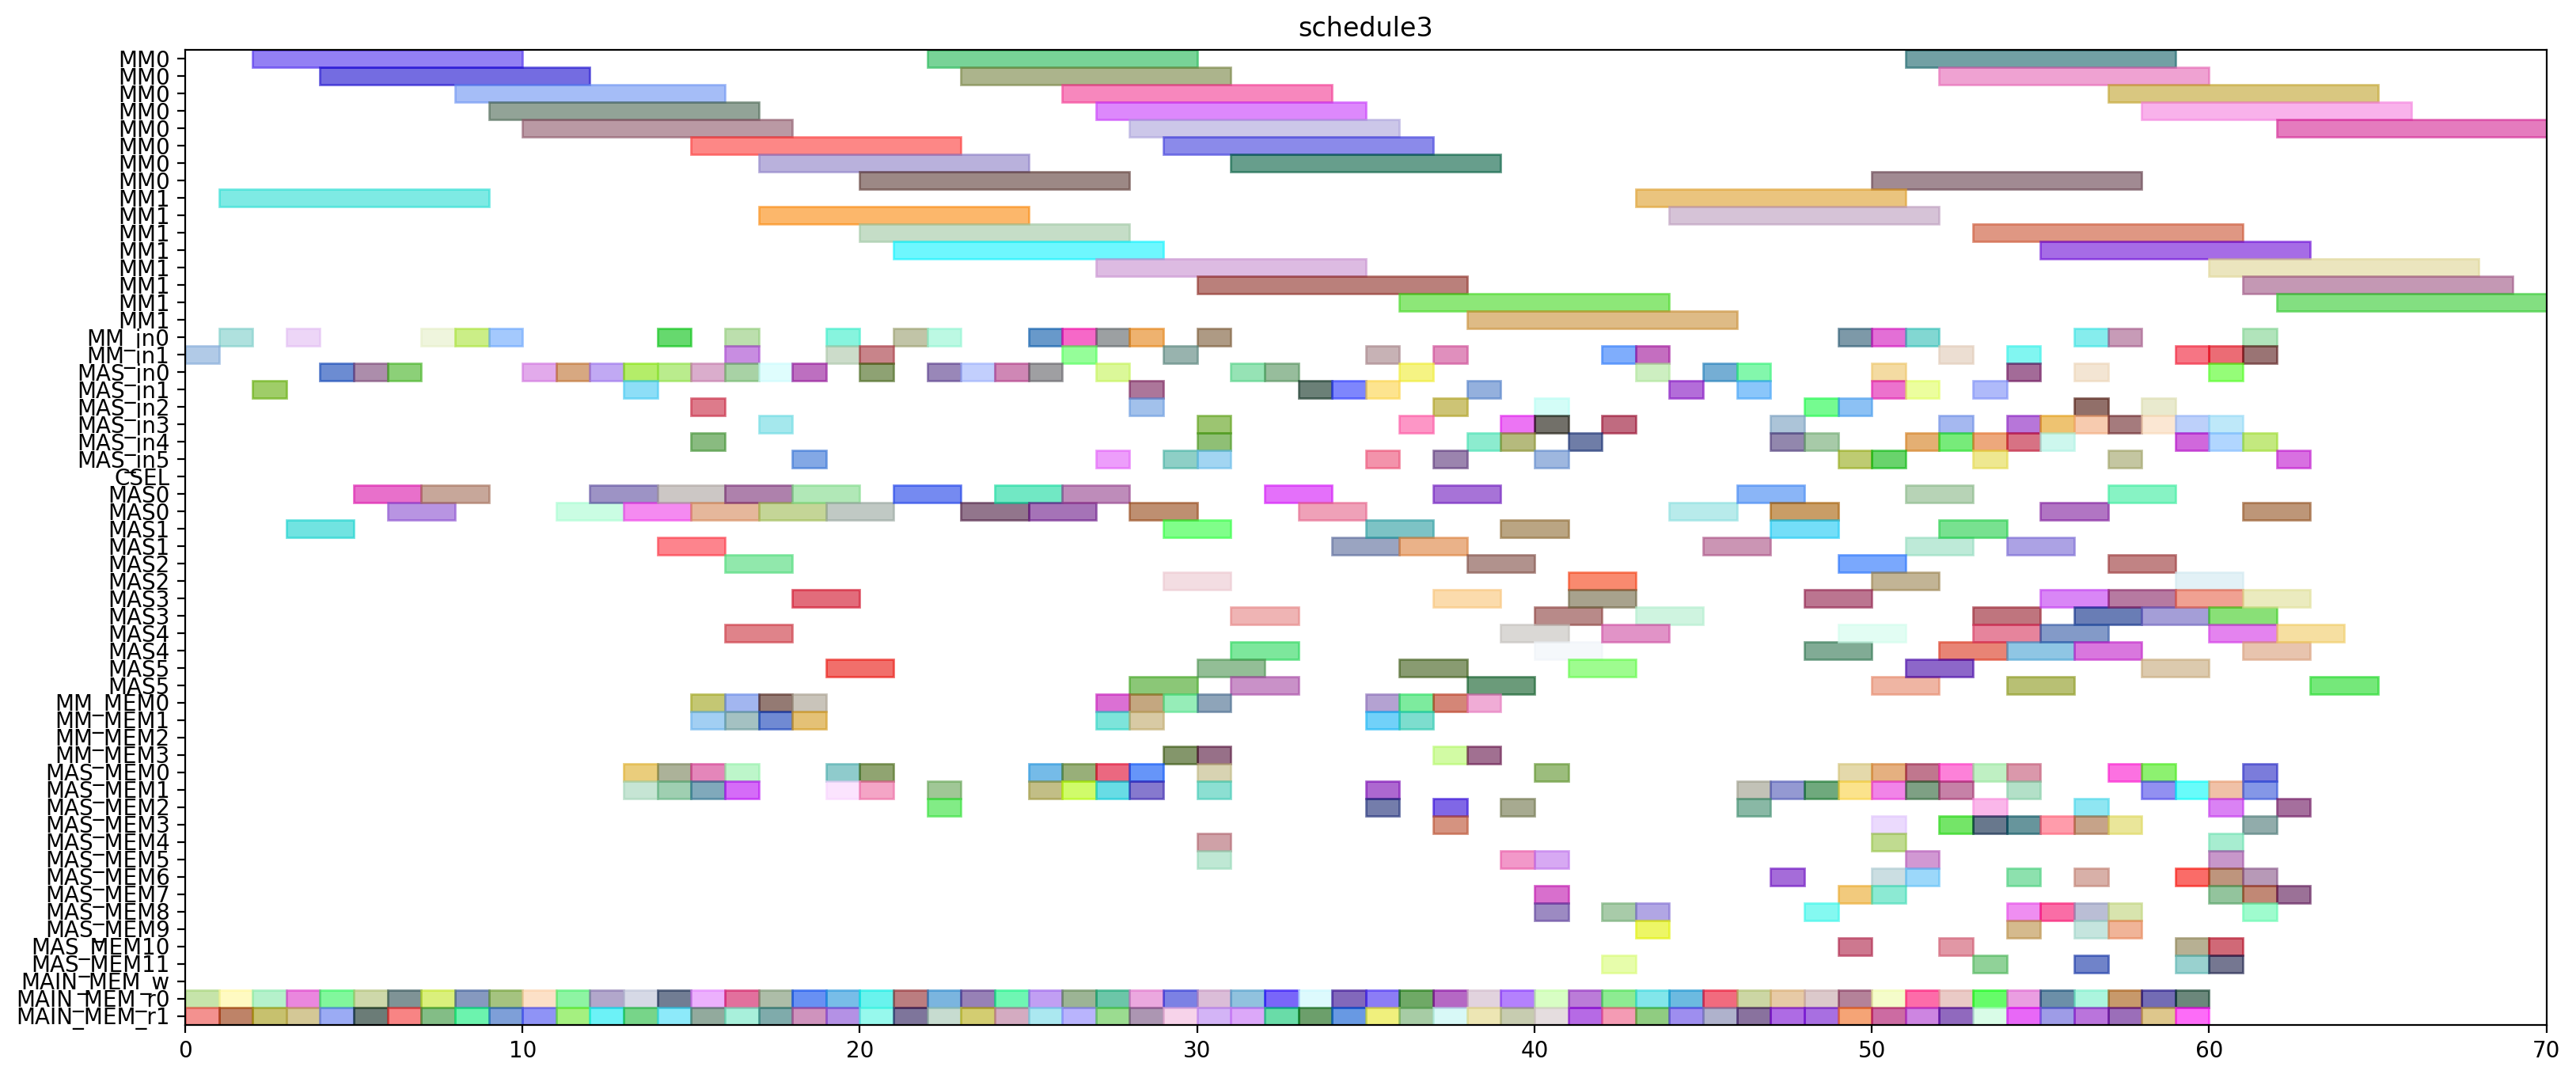 schedule3
MM0
MM0
MM0
MM0
MM0
MM0
MM0
MM0
MM1
MM1
MM1
MM1
MM1
MM1
MM1
MM1
MM_in0
MM_in1
MAS_in0
MAS_in1
MAS_in2
MAS_in3
MAS_in4
MAS_in5
CSEL
MAS0
MAS0
MAS1
MAS1
MAS2
MAS2
MAS3
MAS3
MAS4
MAS4
MAS5
MAS5
MM_MEM0
MM_MEM1
MM_MEM2
MM_MEM3
MAS_MEM0
MAS_MEM1
MAS_MEM2
MAS_MEM3
MAS_MEM4
MAS_MEM5
MAS_MEM6
MAS_MEM7
MAS_MEM8
MAS_MEM9
MAS_MEM10
MAS_MEM11
MAIN_MEM_w
MAIN_MEM_r0
MAIN_MEM_r1
0 10 20 30 40 50 60 70